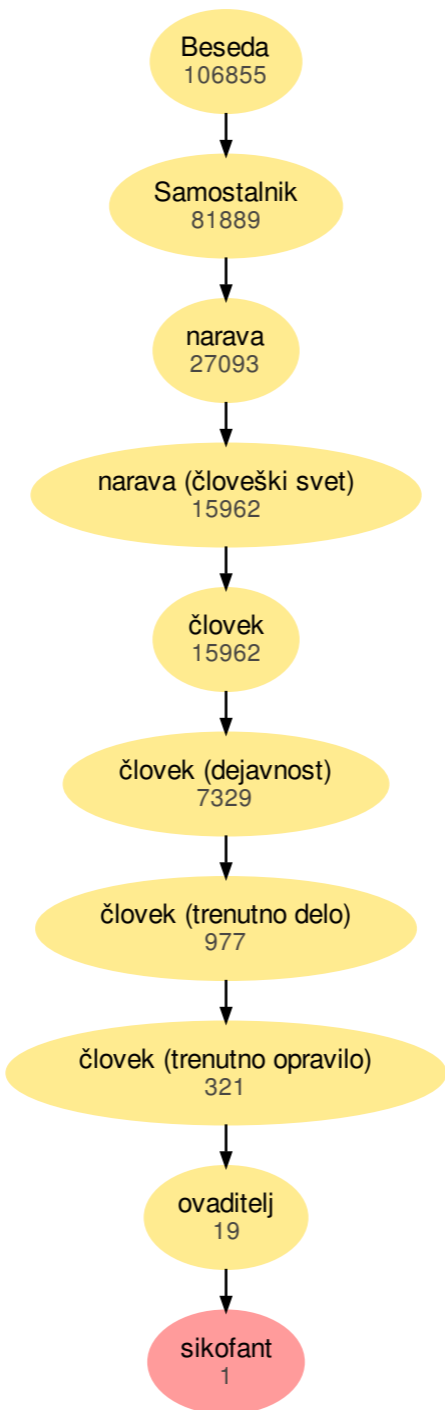 Beseda
106855
Samostalnik
81889
narava
27093
narava (človeški svet)
15962
človek
15962
človek (dejavnost)
7329
človek (trenutno delo)
977
človek (trenutno opravilo)
321
ovaditelj
19
sikofant
1